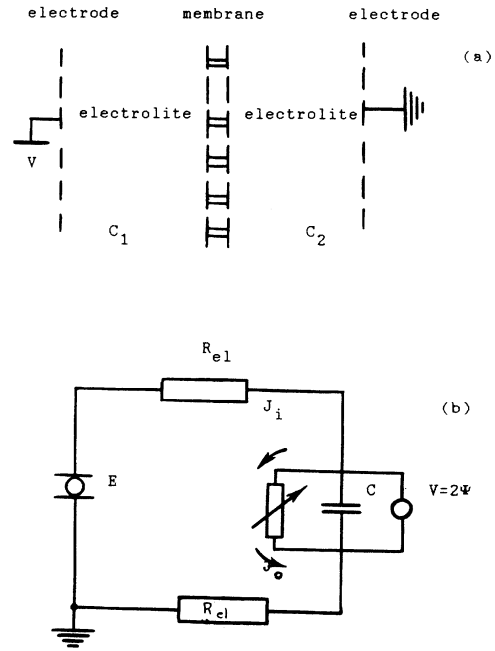 electrode membrane electrode
(a)
electrolite electrolite
V
C1 C2
Rel
Ji
(b)
E C V=2Ψ
Jo
Rel